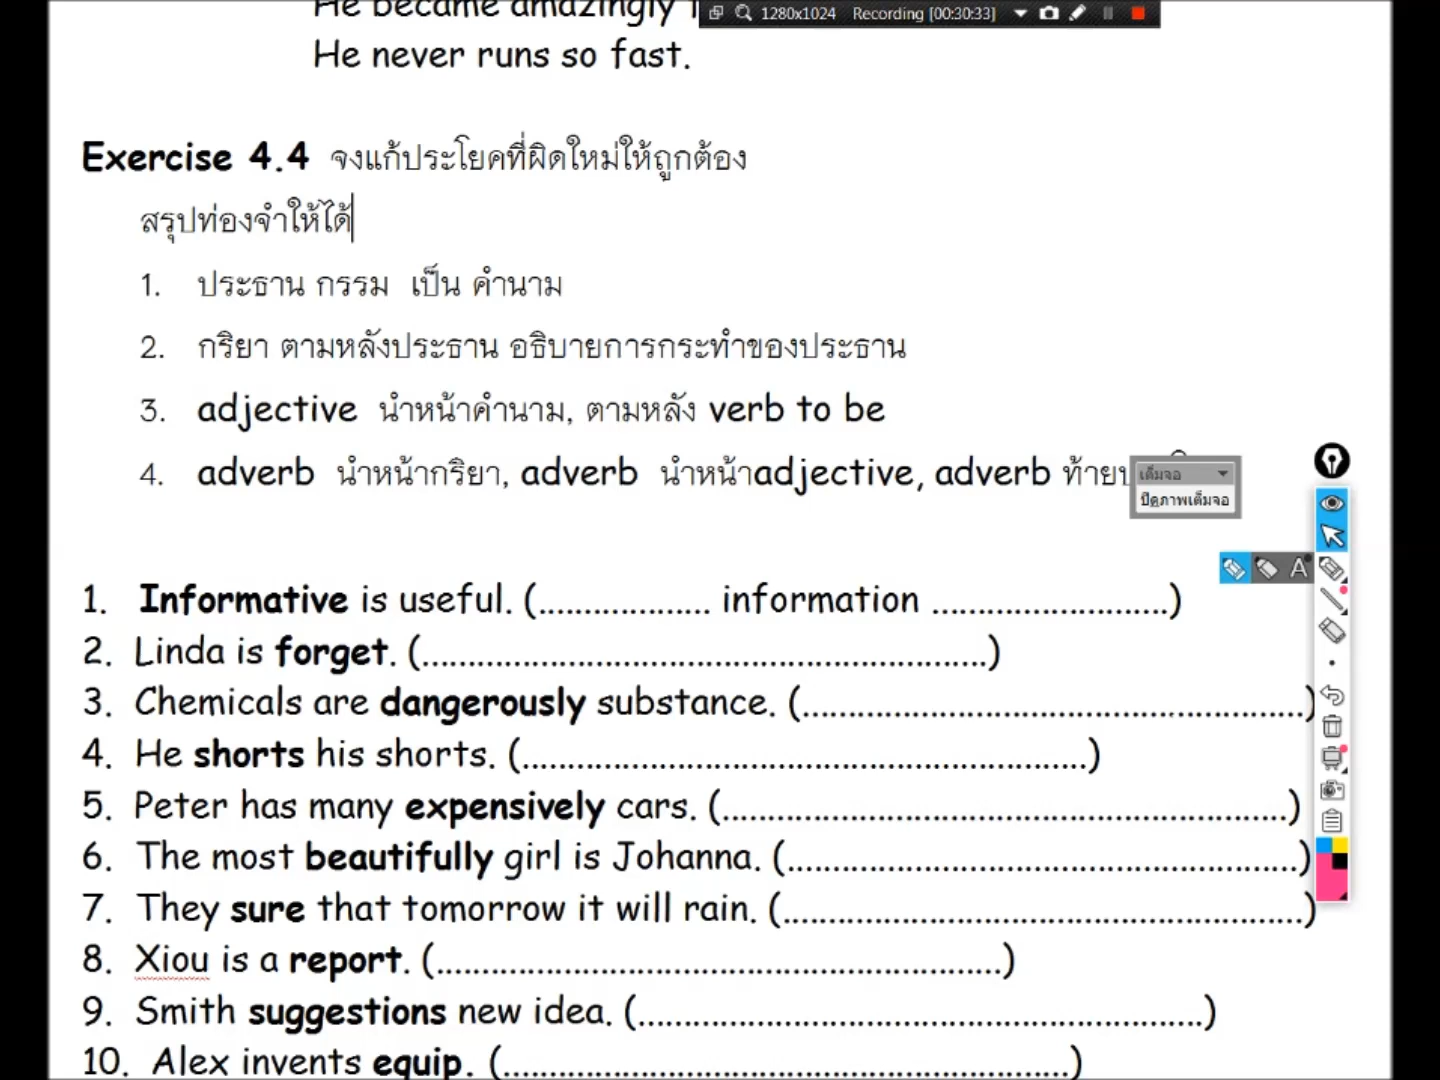 He became amazingly
1280x1024 Recording [00:30:33]
He never runs so fast.
Exercise 4.4 จงแก้ประโยคที่ผิดใหม่ให้ถูกต้อง
สรุปท่องจำให้ได้
1. ประธาน กรรม เป็น คำนาม
2. กริยา ตามหลังประธาน อธิบายการกระทำของประธาน
3. adjective นำหน้าคำนาม, ตามหลัง verb to be
4. adverb นำหน้ากริยา, adverb นำหน้าadjective, adverb
เต็มจอ
ปิดภาพเต็มจอ
A
1. Informative is useful. (................... information ..........................)
2. Linda is forget. (.............................................................)
3. Chemicals are dangerously substance. (......................................................)
4. He shorts his shorts. (.............................................................)
5. Peter has many expensively cars. (.............................................................)
6. The most beautifully girl is Johanna. (.........................................................)
7. They sure that tomorrow it will rain. (.........................................................)
8. Xiou is a report. (.............................................................)
9. Smith suggestions new idea. (.............................................................)
10. Alex invents equip. (.............................................................)